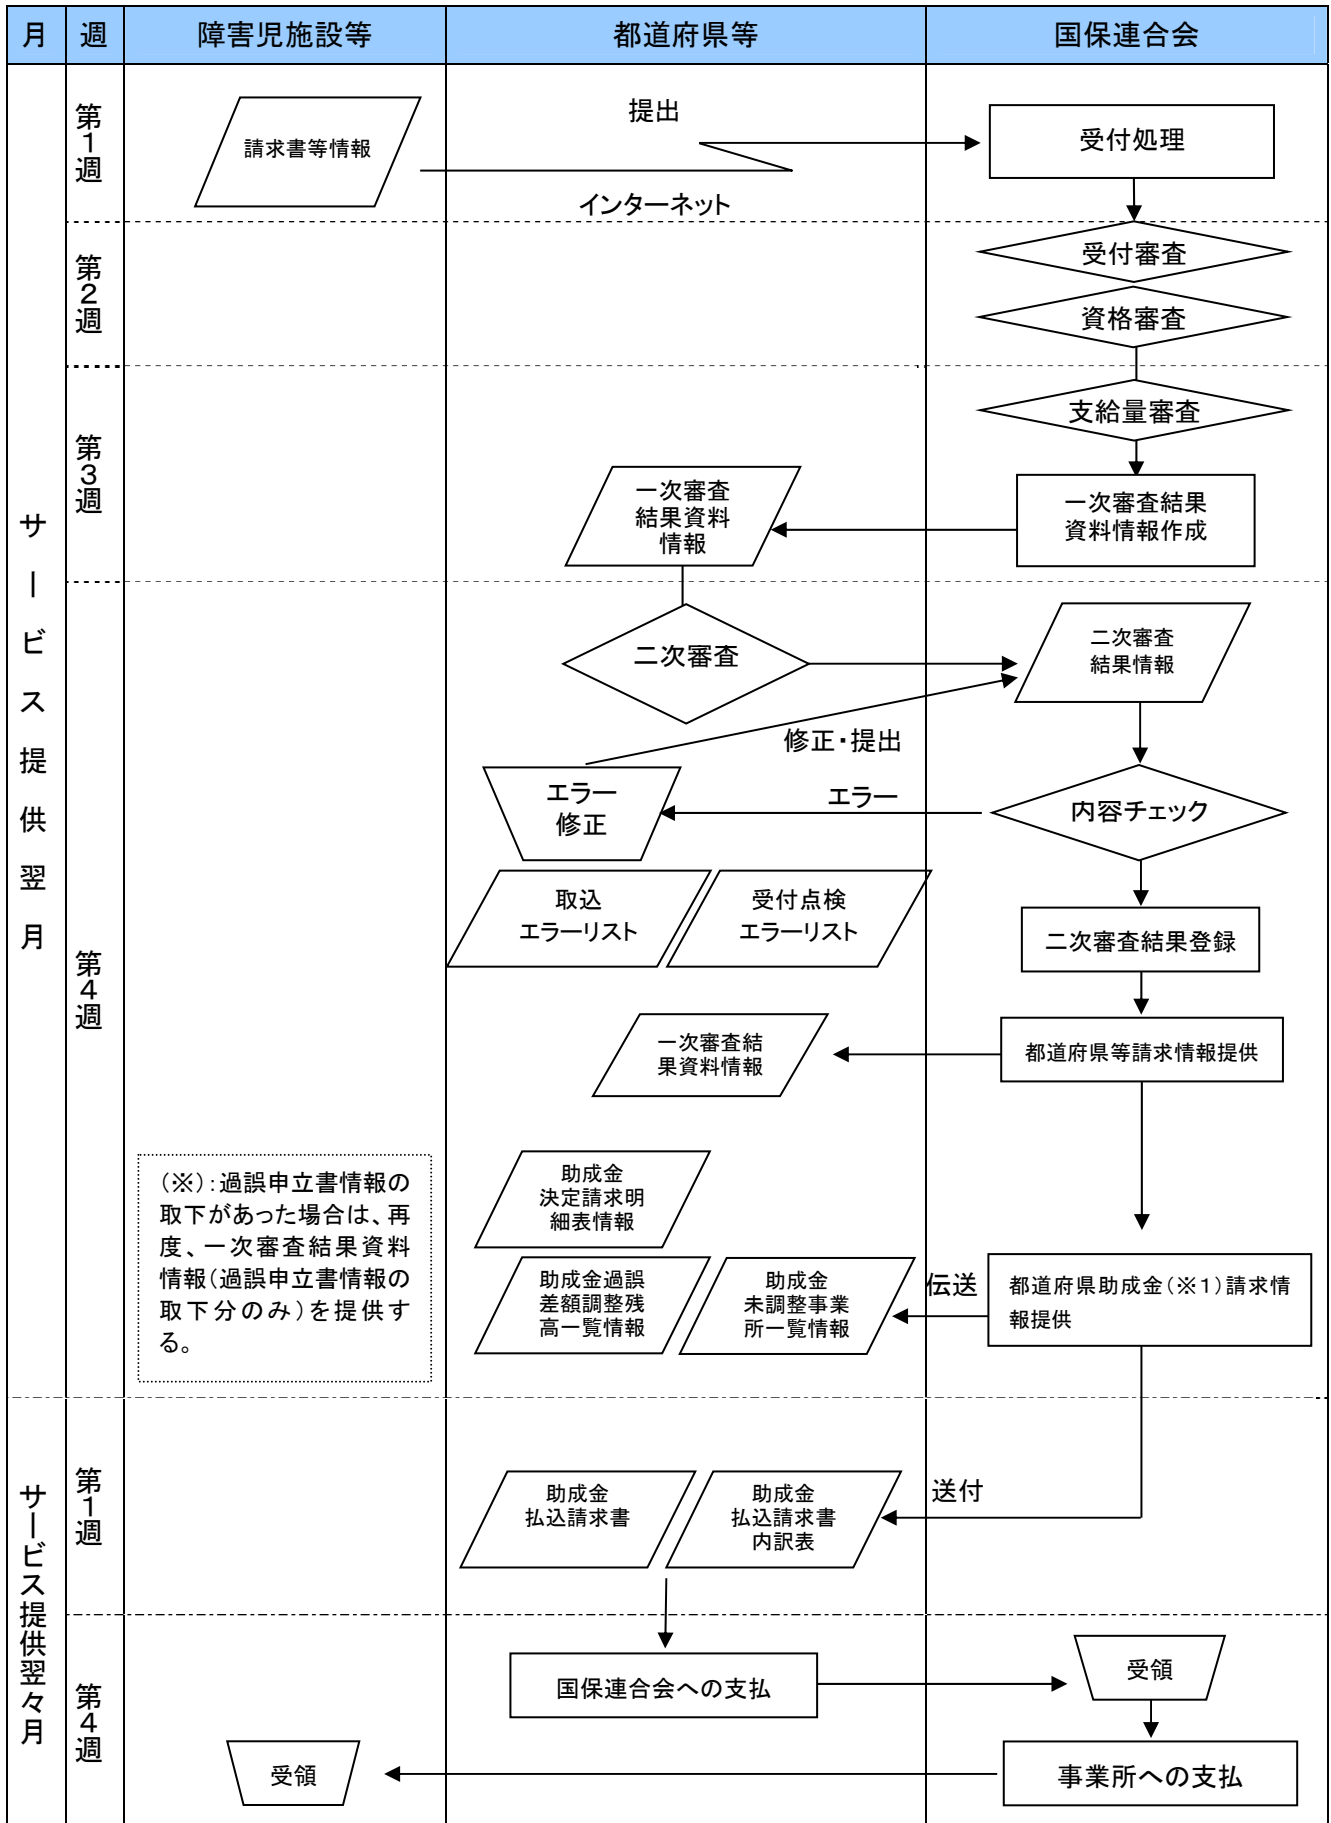 月
週
障害児施設等
都道府県等
国保連合会
サービス提供翌月
第1週
請求書等情報
提出
インターネット
受付処理
第2週
受付審査
資格審査
第3週
支給量審査
一次審査結果
資料情報作成
一次審査
結果資料
情報
第4週
二次審査
二次審査
結果情報
修正・提出
エラー
修正
エラー
内容チェック
取込
エラーリスト
受付点検
エラーリスト
二次審査結果登録
一次審査結
果資料情報
都道府県等請求情報提供
(※):過誤申立書情報の
取下があった場合は、再
度、一次審査結果資料
情報(過誤申立書情報の
取下分のみ)を提供す
る。
助成金
決定請求明
細表情報
助成金過誤
差額調整残
高一覧情報
助成金
未調整事業
所一覧情報
伝送
都道府県助成金(※1)請求情
報提供
サービス提供翌々月
第1週
助成金
払込請求書
助成金
払込請求書
内訳表
送付
第4週
国保連合会への支払
受領
受領
事業所への支払